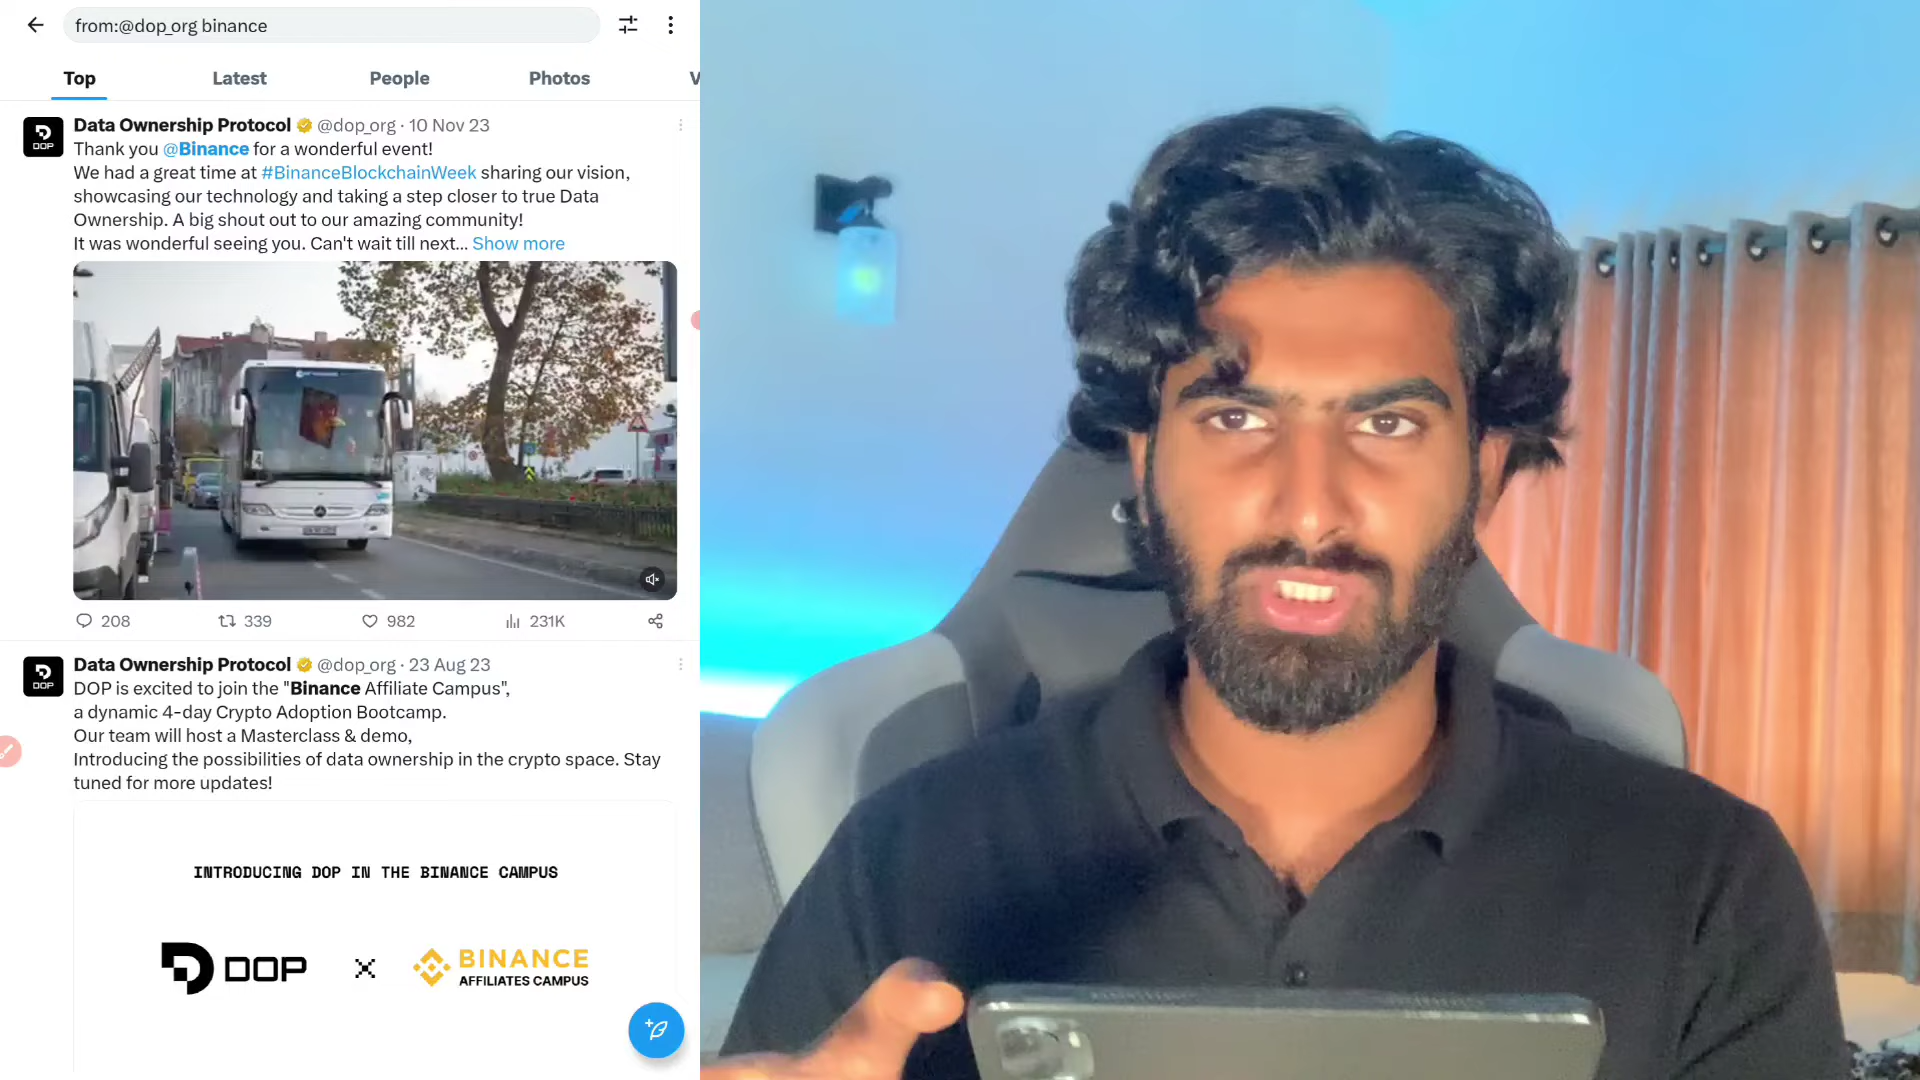 from:@dop_org binance
Top Latest People Photos V
Data Ownership Protocol @dop_org · 10 Nov 23
DOP
Thank you @Binance for a wonderful event!
We had a great time at #BinanceBlockchainWeek sharing our vision,
showcasing our technology and taking a step closer to true Data
Ownership. A big shout out to our amazing community!
It was wonderful seeing you. Can't wait till next... Show more
208 339 982 231K
Data Ownership Protocol @dop_org · 23 Aug 23
DOP
DOP is excited to join the "Binance Affiliate Campus",
a dynamic 4-day Crypto Adoption Bootcamp.
Our team will host a Masterclass & demo,
Introducing the possibilities of data ownership in the crypto space. Stay
tuned for more updates!
INTRODUCING DOP IN THE BINANCE CAMPUS
DOP BINANCE
AFFILIATES CAMPUS